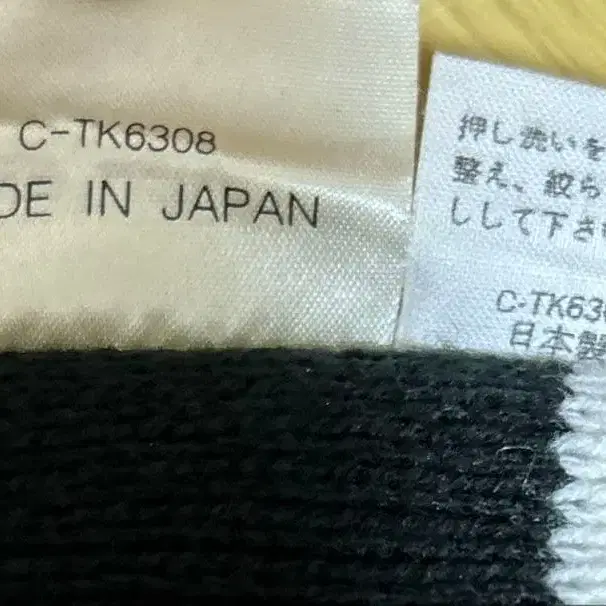 C-TK6308
DE IN JAPAN
押し洗いを
整え、絞ら
しして下さ
C-TK630
日本製